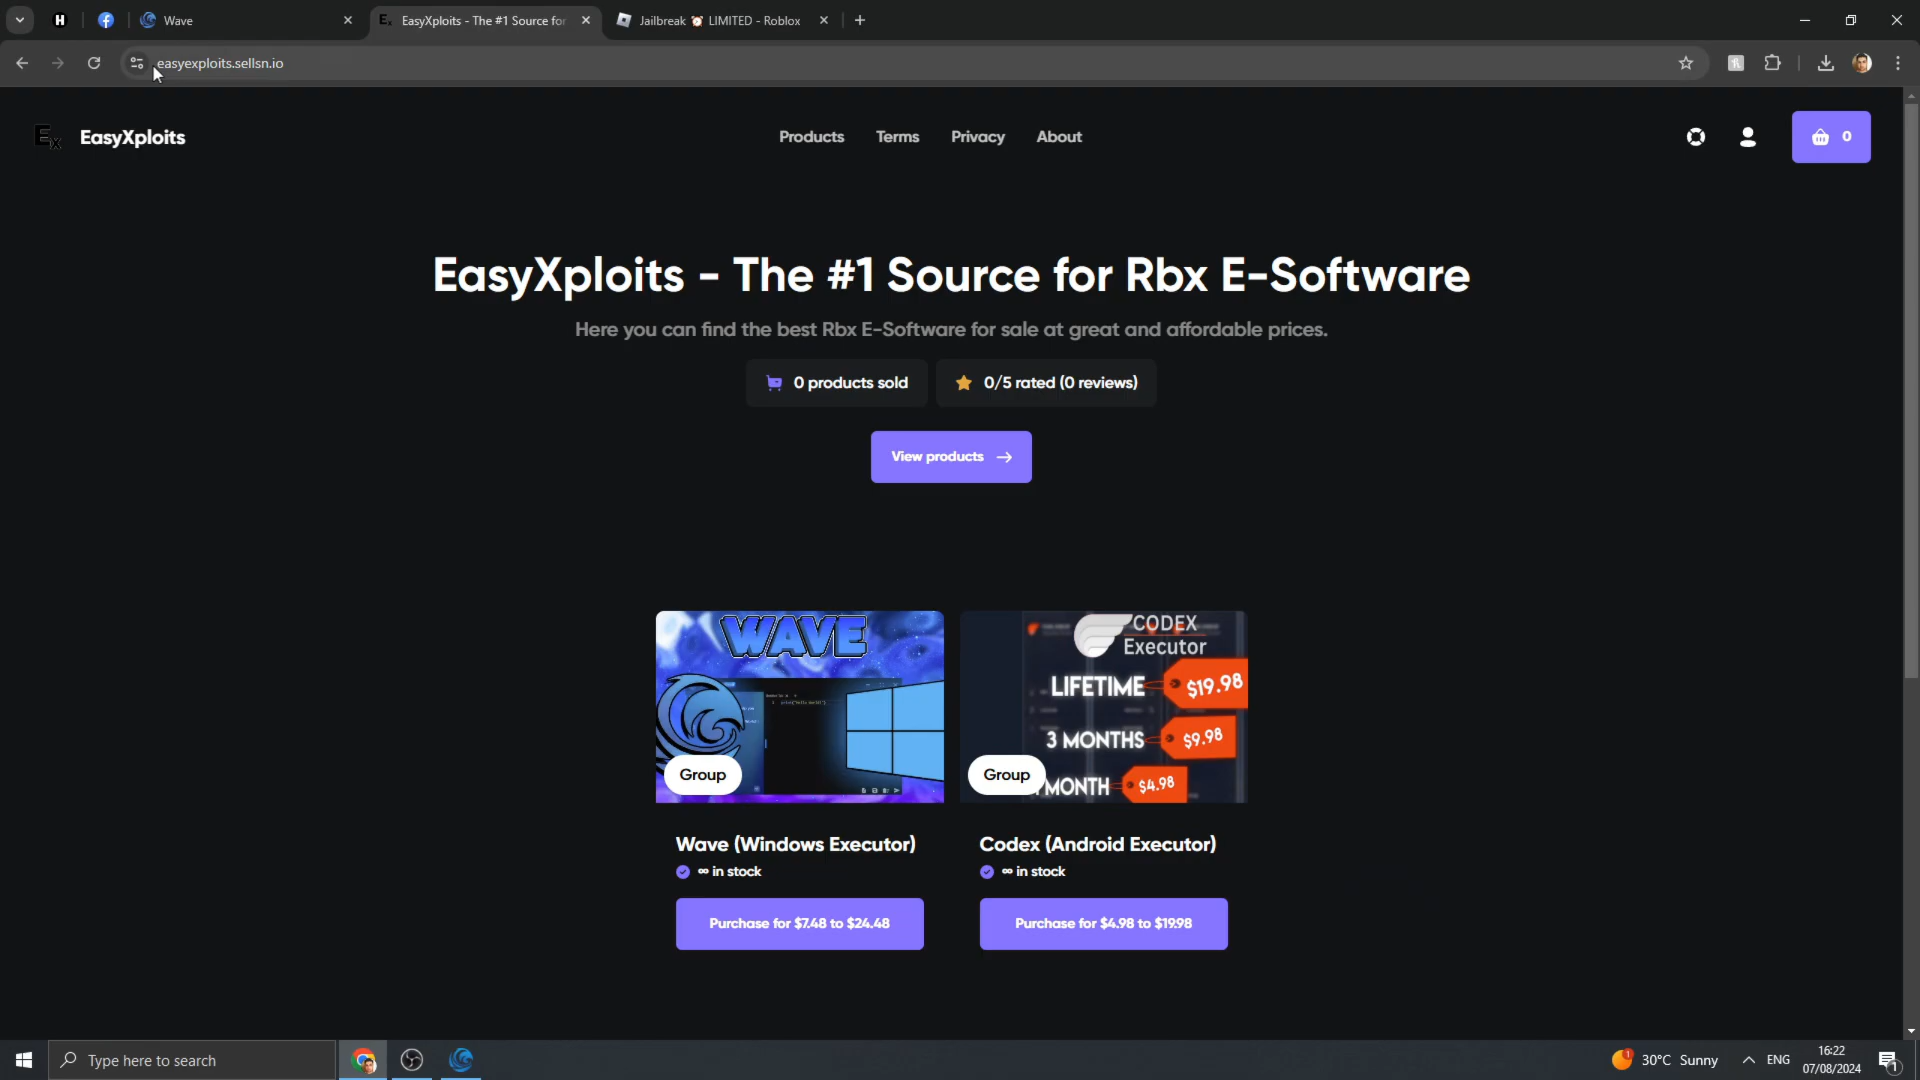 Wave
EasyXploits - The #1 Source for
Jailbreak ⏰ LIMITED - Roblox
easyexploits.sellsn.io
Ex EasyXploits
Products
Terms
Privacy
About
0
EasyXploits - The #1 Source for Rbx E-Software
Here you can find the best Rbx E-Software for sale at great and affordable prices.
0 products sold
0/5 rated (0 reviews)
View products →
WAVE
Group
CODEX
Executor
LIFETIME $19.98
3 MONTHS $9.98
MONTH $4.98
Group
Wave (Windows Executor)
∞ in stock
Purchase for $7.48 to $24.48
Codex (Android Executor)
∞ in stock
Purchase for $4.98 to $19.98
Type here to search
1
30°C Sunny
ENG
16:22
07/08/2024
1